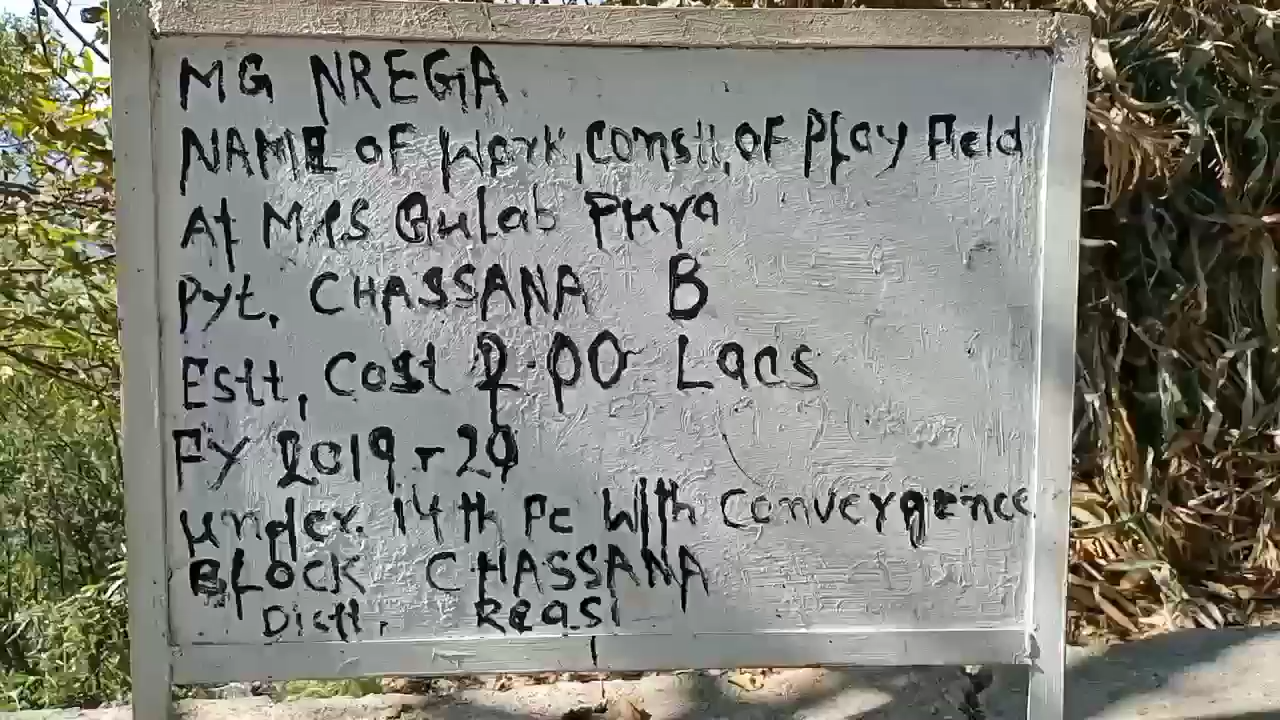 MG NREGA
NAME OF Work, Constt, OF Play Field
At M/S Gulab PHYA
Pyt. CHASSANA B
Estt, Cost 2.00 Lacs
FY 2019-20
under. 14th Fc With Convergence
BLOCK CHASSANA
Distt, Reasi